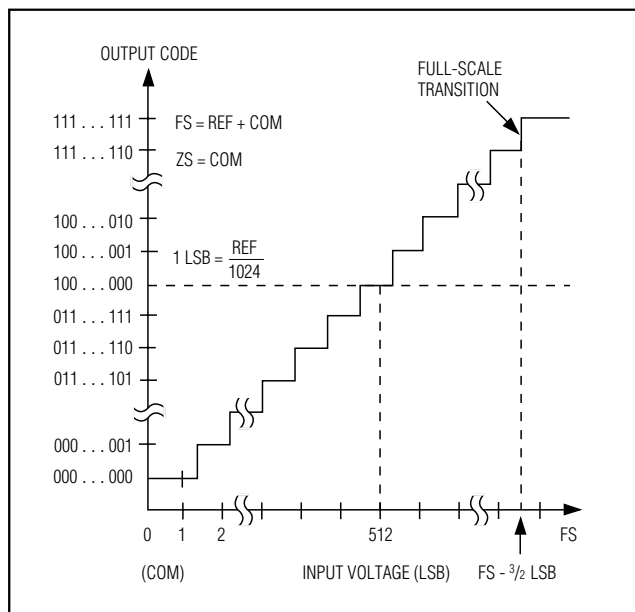 OUTPUT CODE
FULL-SCALE
TRANSITION
111 . . . 111
FS = REF + COM
111 . . . 110
ZS = COM
100 . . . 010
100 . . . 001
1 LSB = REF
1024
100 . . . 000
011 . . . 111
011 . . . 110
011 . . . 101
000 . . . 001
000 . . . 000
0 1 2 512 FS
(COM) INPUT VOLTAGE (LSB) FS - 3/2 LSB